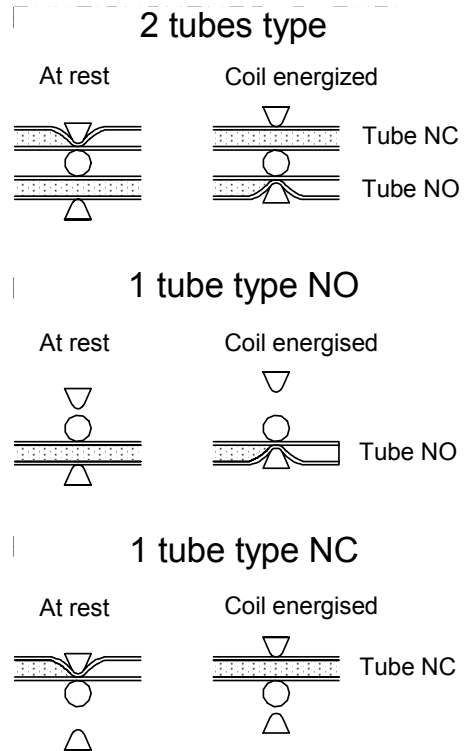 2 tubes type
At rest
Coil energized
Tube NC
Tube NO
1 tube type NO
At rest
Coil energised
Tube NO
1 tube type NC
At rest
Coil energised
Tube NC